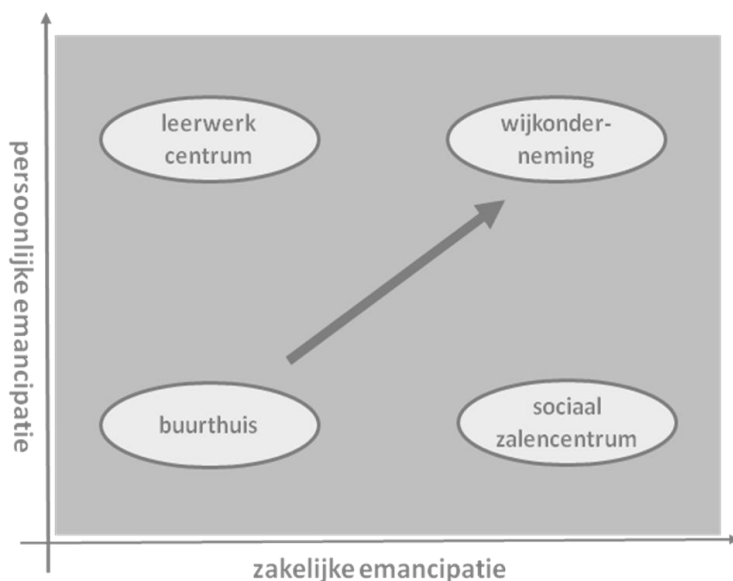 persoonlijke emancipatie
leerwerk
centrum
wijkonder-
neming
buurthuis
sociaal
zalencentrum
zakelijke emancipatie